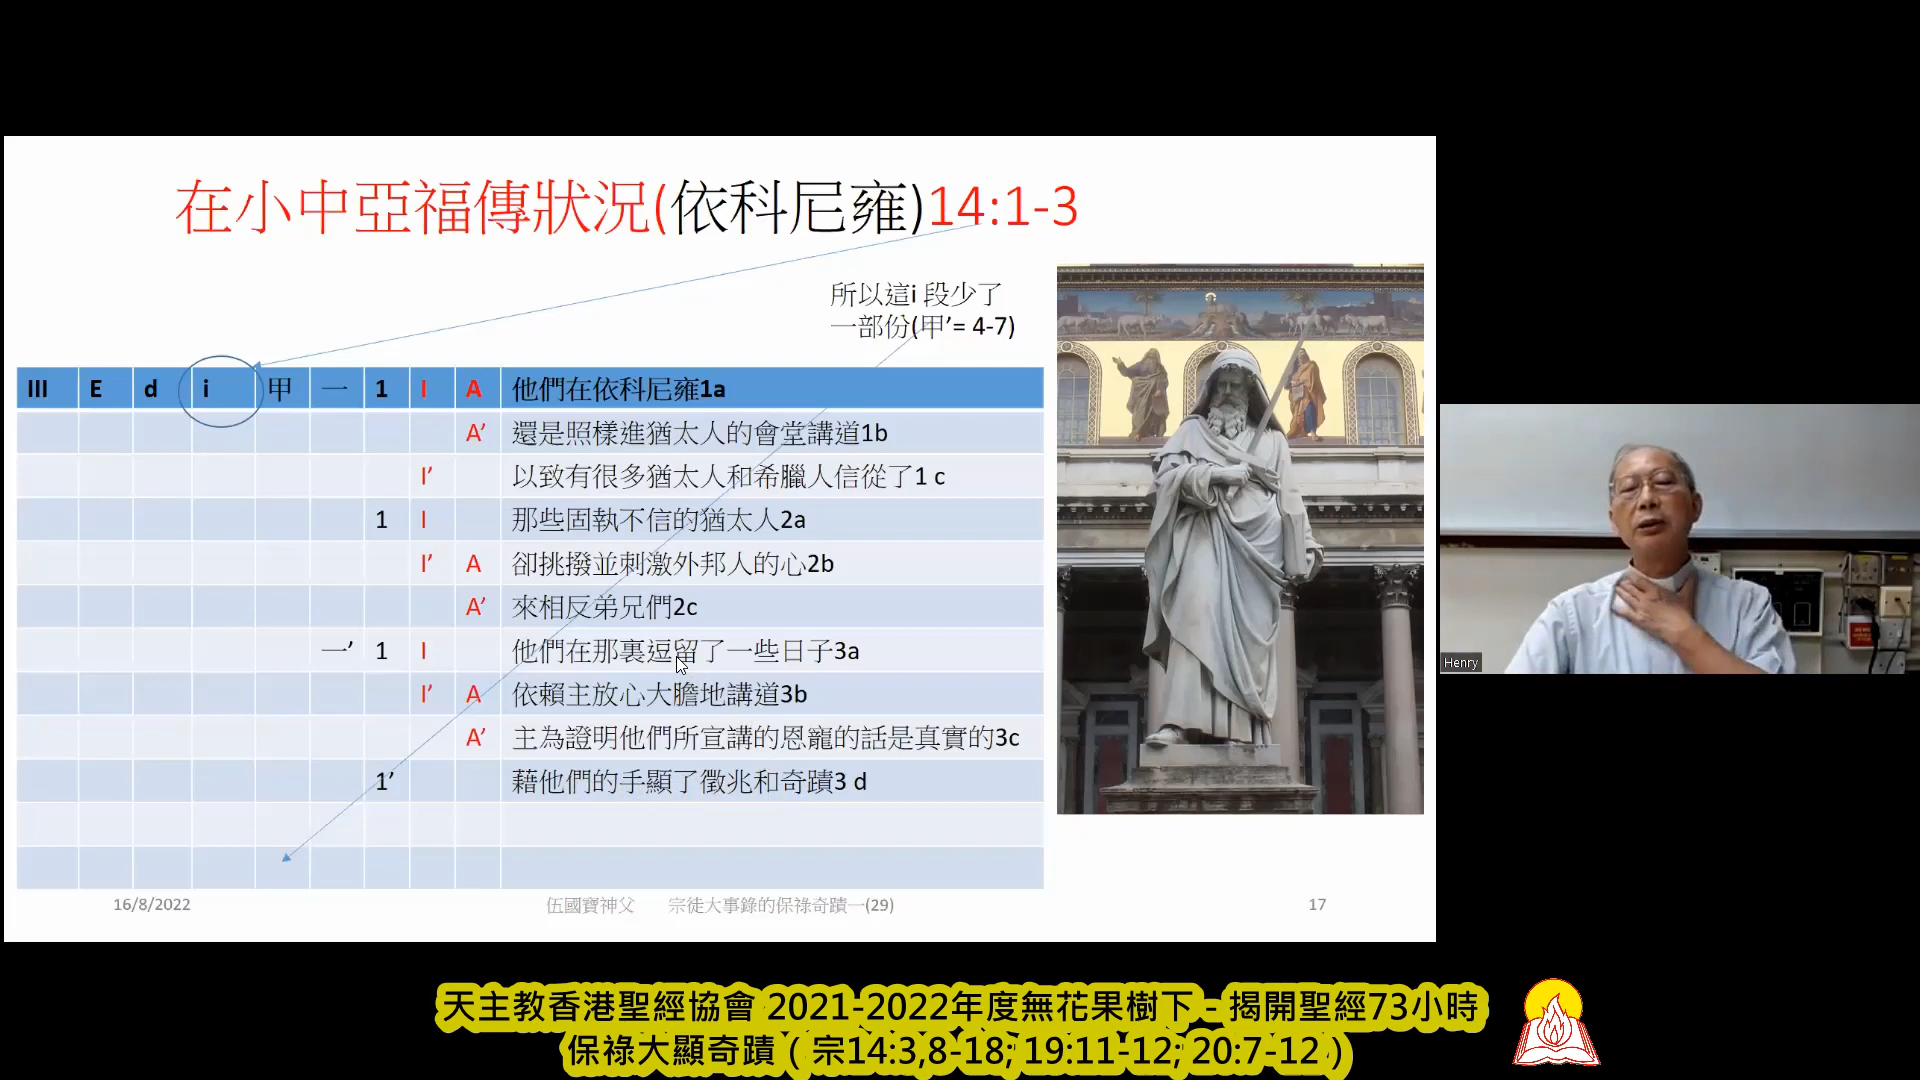 在小中亞福傳狀況(依科尼雍)14:1-3
所以這i 段少了
一部份(甲’= 4-7)
III E d i 甲 一 1 I A 他們在依科尼雍1a
A’ 還是照樣進猶太人的會堂講道1b
I’ 以致有很多猶太人和希臘人信從了1 c
1 I 那些固執不信的猶太人2a
I’ A 卻挑撥並刺激外邦人的心2b
A’ 來相反弟兄們2c
一’ 1 I 他們在那裏逗留了一些日子3a
I’ A 依賴主放心大膽地講道3b
A’ 主為證明他們所宣講的恩寵的話是真實的3c
1’ 藉他們的手顯了徵兆和奇蹟3 d
16/8/2022 伍國寶神父 宗徒大事錄的保祿奇蹟一(29) 17
Henry
天主教香港聖經協會 2021-2022年度無花果樹下 - 揭開聖經73小時
保祿大顯奇蹟 ( 宗14:3,8-18; 19:11-12; 20:7-12 )